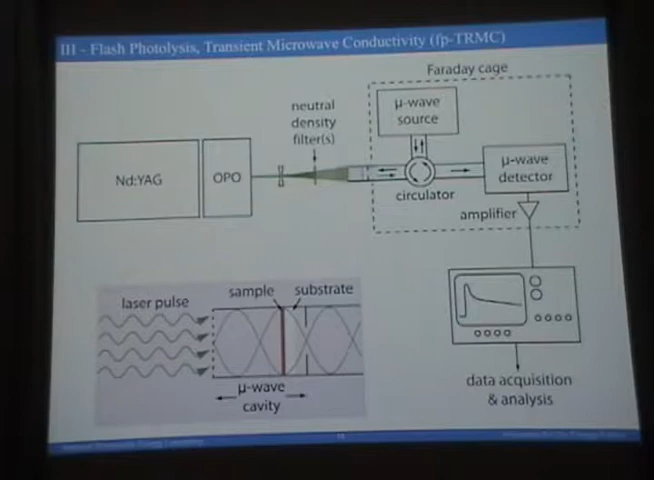 III - Flash Photolysis, Transient Microwave Conductivity (fp-TRMC)
Faraday cage
μ-wave
source
neutral
density
filter(s)
Nd:YAG
OPO
μ-wave
detector
circulator
amplifier
laser pulse
sample
substrate
μ-wave
cavity
data acquisition
& analysis